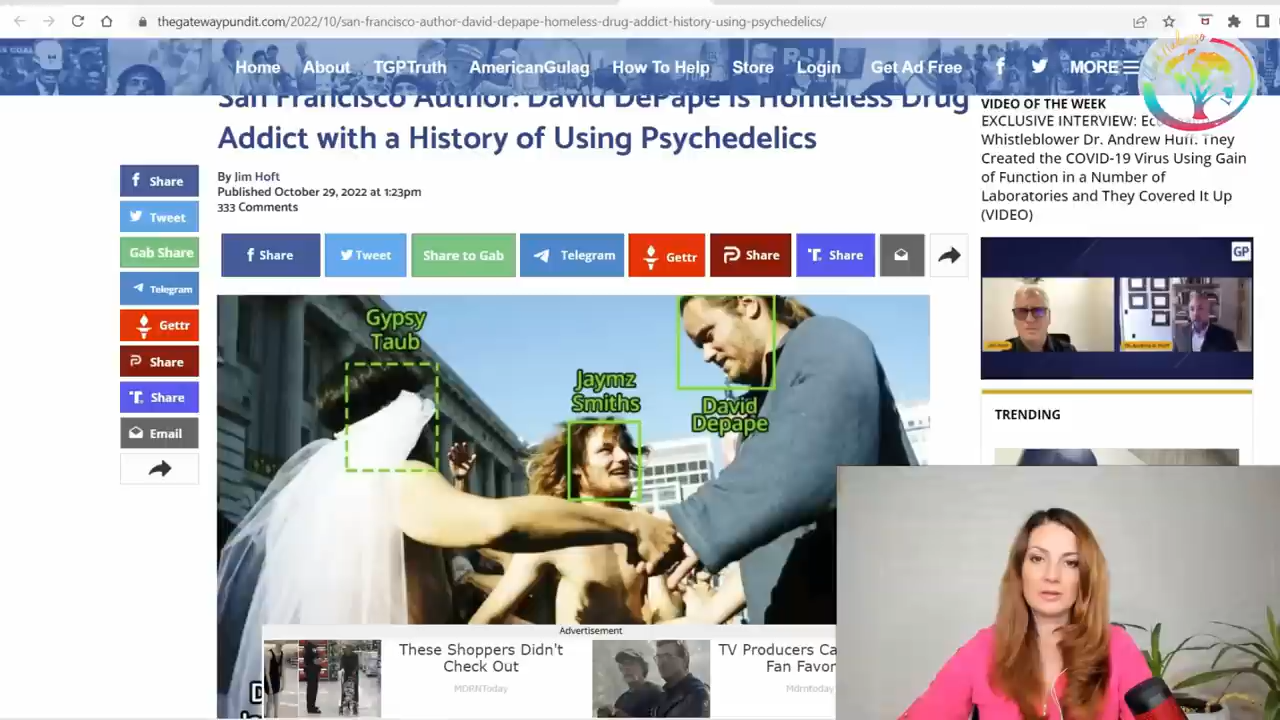 thegatewaypundit.com/2022/10/san-francisco-author-david-depape-homeless-drug-addict-history-using-psychedelics/
Home About TGPTruth AmericanGulag How To Help Store Login Get Ad Free MORE
San Francisco Author: David DePape is Homeless Drug
Addict with a History of Using Psychedelics
By Jim Hoft
Published October 29, 2022 at 1:23pm
333 Comments
Share
Tweet
Gab Share
Telegram
Gettr
Share
Share
Email
Share Tweet Share to Gab Telegram Gettr Share Share
Gypsy
Taub
Jaymz
Smiths
David
Depape
Advertisement
These Shoppers Didn't
Check Out
MDRNToday
TV Producers
Fan
Mdrntoday
VIDEO OF THE WEEK
EXCLUSIVE INTERVIEW:
Whistleblower Dr. Andrew Huff: They
Created the COVID-19 Virus Using Gain
of Function in a Number of
Laboratories and They Covered It Up
(VIDEO)
GP
TRENDING